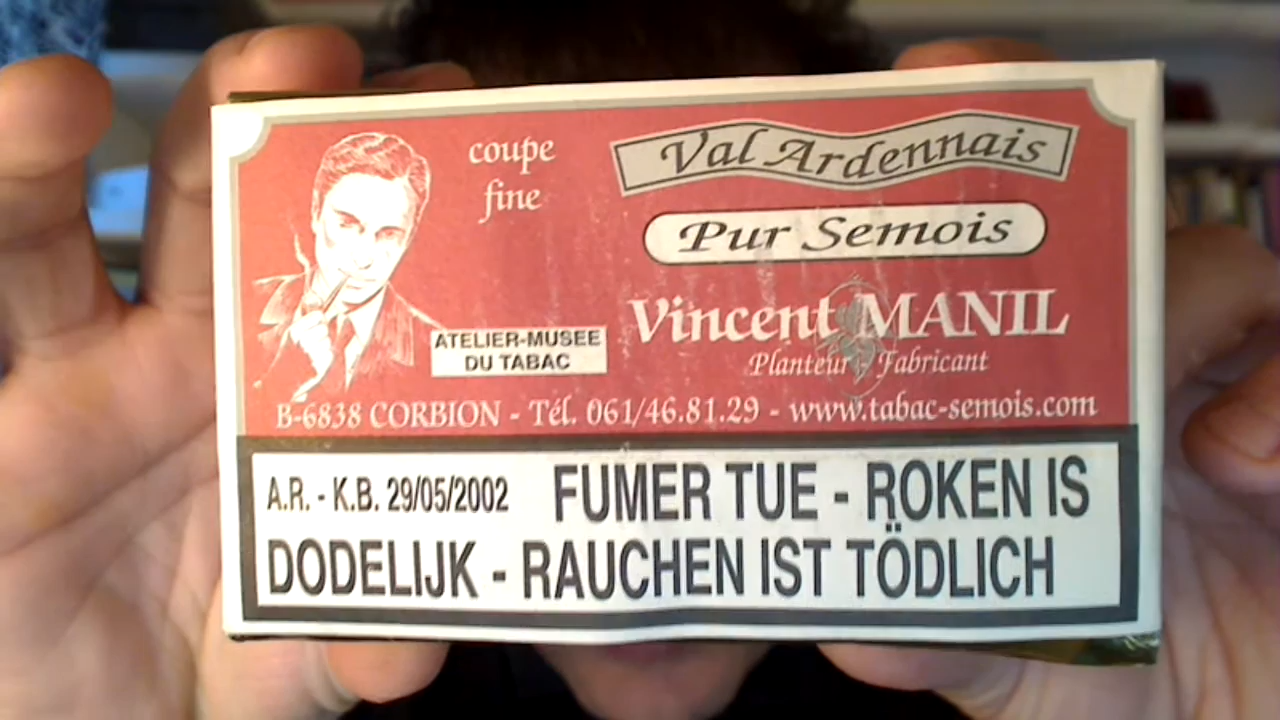 coupe
fine
Val Ardennais
Pur Semois
Vincent MANIL
Planteur - Fabricant
ATELIER-MUSEE
DU TABAC
B-6838 CORBION - Tél. 061/46.81.29 - www.tabac-semois.com
A.R. - K.B. 29/05/2002 FUMER TUE - ROKEN IS
DODELIJK - RAUCHEN IST TÖDLICH